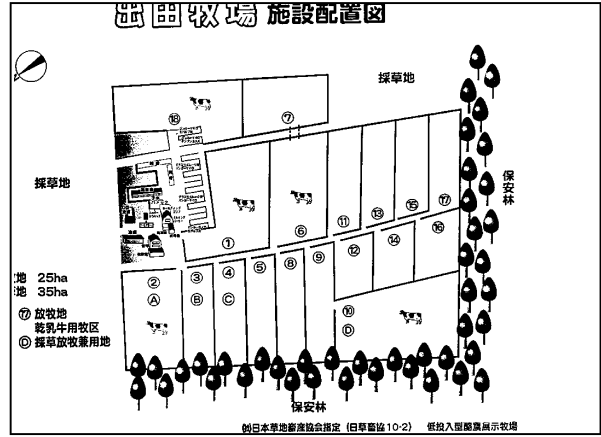 出田牧場 施設配置図
採草地
採草地
保安林
⑱
⑦
①
⑥
⑪
⑬
⑮
⑰
②
③
④
⑤
⑧
⑨
⑫
⑭
⑯
Ⓐ
Ⓑ
Ⓒ
⑩
Ⓓ
地 25ha
地 35ha
⑰ 放牧地
乾乳牛用牧区
Ⓓ 採草放牧兼用地
保安林
㈳日本草地畜産協会指定(日草畜協10-2) 低投入型酪農展示牧場